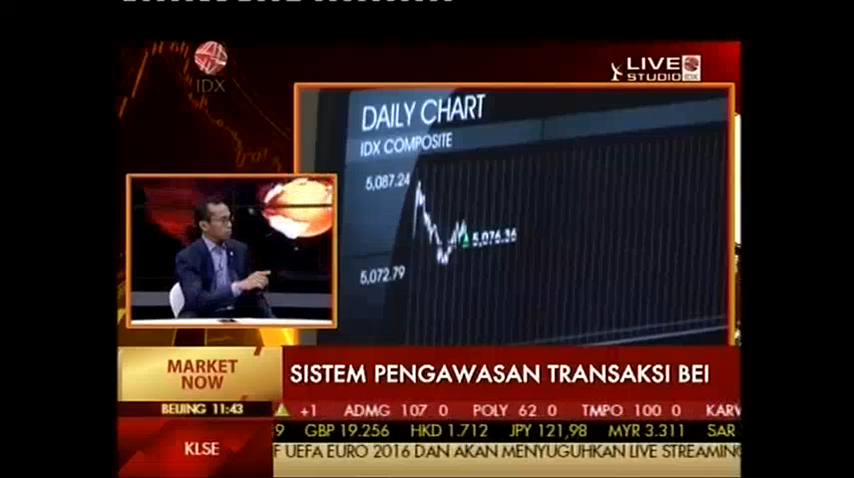 IDX
LIVE
STUDIO IDX
DAILY CHART
IDX COMPOSITE
5,087.24
5,076.36
5,072.79
MARKET
NOW
SISTEM PENGAWASAN TRANSAKSI BEI
BEIJING 11:43
+1 ADMG 107 0 POLY 62 0 TMPO 100 0 KARW
9 GBP 19.256 HKD 1.712 JPY 121,98 MYR 3.311 SAR
KLSE
F UEFA EURO 2016 DAN AKAN MENYUGUHKAN LIVE STREAMING